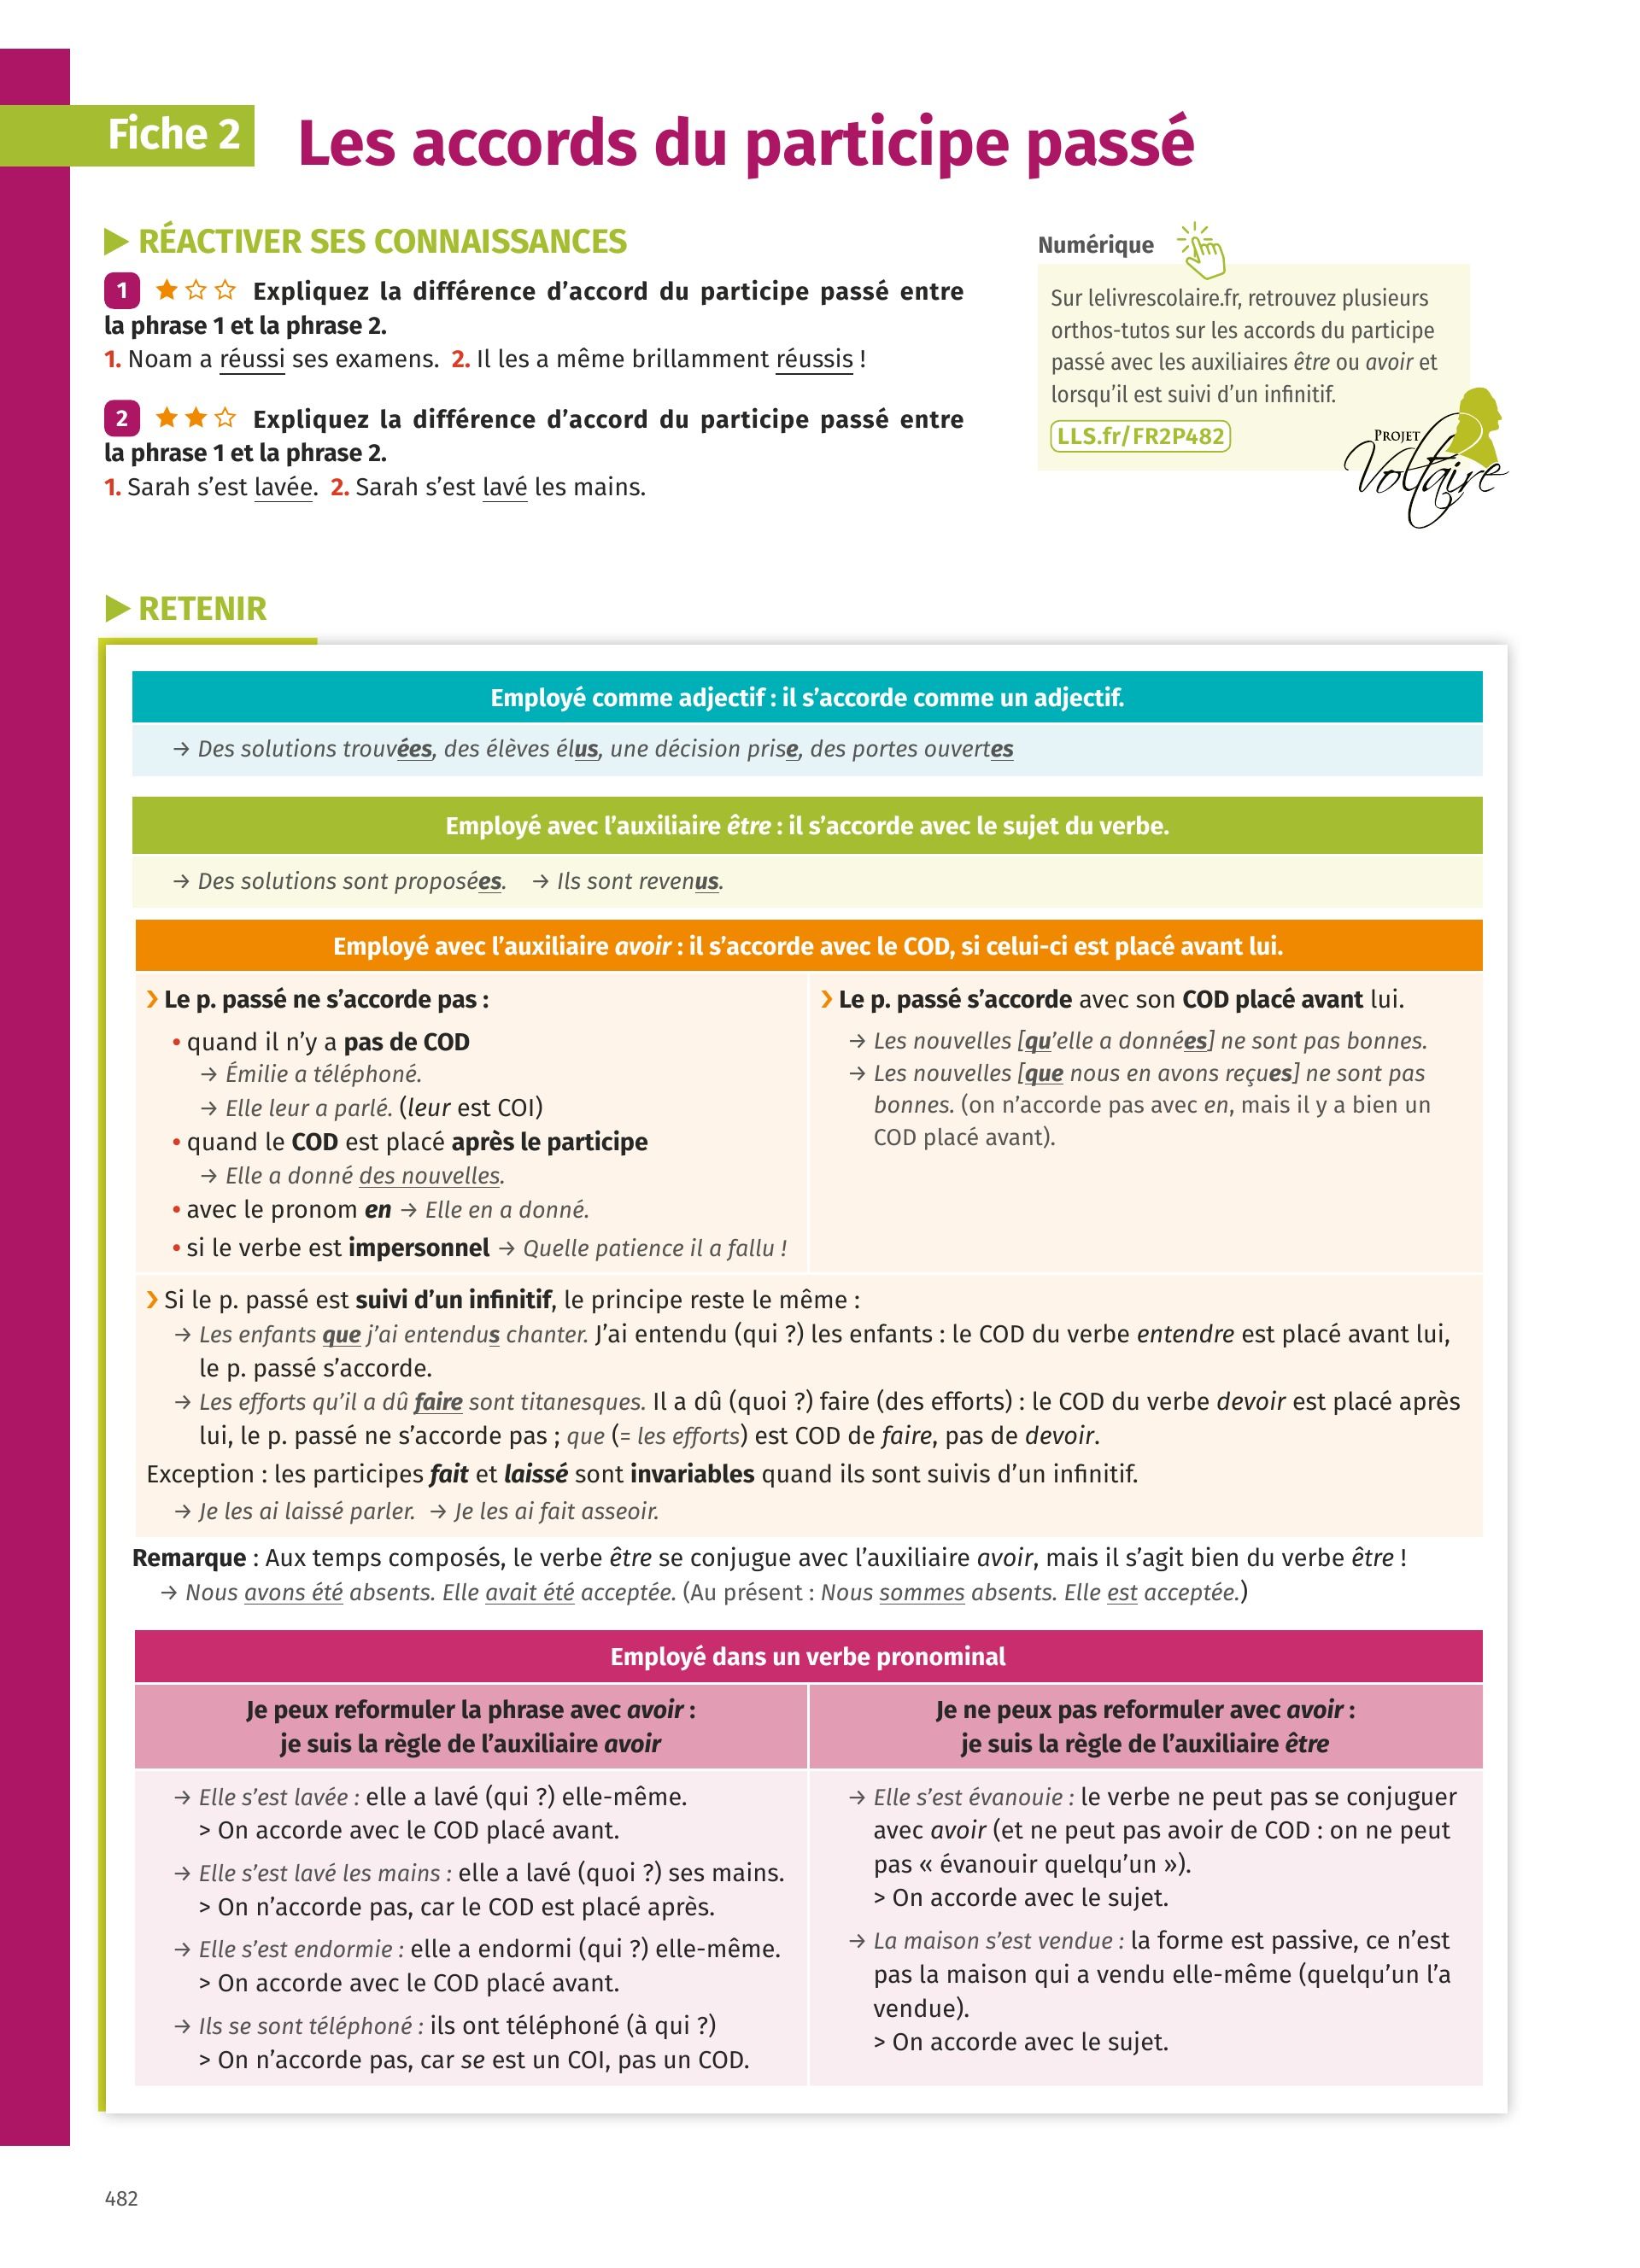 Fiche 2
Les accords du participe passé
RÉACTIVER SES CONNAISSANCES
1 Expliquez la différence d’accord du participe passé entre
la phrase 1 et la phrase 2.
1. Noam a réussi ses examens. 2. Il les a même brillamment réussis !
2 Expliquez la différence d’accord du participe passé entre
la phrase 1 et la phrase 2.
1. Sarah s’est lavée. 2. Sarah s’est lavé les mains.
Numérique
Sur lelivrescolaire.fr, retrouvez plusieurs
orthos-tutos sur les accords du participe
passé avec les auxiliaires être ou avoir et
lorsqu’il est suivi d’un infinitif.
LLS.fr/FR2P482
PROJET
Voltaire
RETENIR
Employé comme adjectif : il s’accorde comme un adjectif.
→ Des solutions trouvées, des élèves élus, une décision prise, des portes ouvertes
Employé avec l’auxiliaire être : il s’accorde avec le sujet du verbe.
→ Des solutions sont proposées. → Ils sont revenus.
Employé avec l’auxiliaire avoir : il s’accorde avec le COD, si celui-ci est placé avant lui.
› Le p. passé ne s’accorde pas :
• quand il n’y a pas de COD
→ Émilie a téléphoné.
→ Elle leur a parlé. (leur est COI)
• quand le COD est placé après le participe
→ Elle a donné des nouvelles.
• avec le pronom en → Elle en a donné.
• si le verbe est impersonnel → Quelle patience il a fallu !
› Le p. passé s’accorde avec son COD placé avant lui.
→ Les nouvelles [qu’elle a données] ne sont pas bonnes.
→ Les nouvelles [que nous en avons reçues] ne sont pas
bonnes. (on n’accorde pas avec en, mais il y a bien un
COD placé avant).
› Si le p. passé est suivi d’un infinitif, le principe reste le même :
→ Les enfants que j’ai entendus chanter. J’ai entendu (qui ?) les enfants : le COD du verbe entendre est placé avant lui,
le p. passé s’accorde.
→ Les efforts qu’il a dû faire sont titanesques. Il a dû (quoi ?) faire (des efforts) : le COD du verbe devoir est placé après
lui, le p. passé ne s’accorde pas ; que (= les efforts) est COD de faire, pas de devoir.
Exception : les participes fait et laissé sont invariables quand ils sont suivis d’un infinitif.
→ Je les ai laissé parler. → Je les ai fait asseoir.
Remarque : Aux temps composés, le verbe être se conjugue avec l’auxiliaire avoir, mais il s’agit bien du verbe être !
→ Nous avons été absents. Elle avait été acceptée. (Au présent : Nous sommes absents. Elle est acceptée.)
Employé dans un verbe pronominal
Je peux reformuler la phrase avec avoir :
je suis la règle de l’auxiliaire avoir
→ Elle s’est lavée : elle a lavé (qui ?) elle-même.
> On accorde avec le COD placé avant.
→ Elle s’est lavé les mains : elle a lavé (quoi ?) ses mains.
> On n’accorde pas, car le COD est placé après.
→ Elle s’est endormie : elle a endormi (qui ?) elle-même.
> On accorde avec le COD placé avant.
→ Ils se sont téléphoné : ils ont téléphoné (à qui ?)
> On n’accorde pas, car se est un COI, pas un COD.
Je ne peux pas reformuler avec avoir :
je suis la règle de l’auxiliaire être
→ Elle s’est évanouie : le verbe ne peut pas se conjuguer
avec avoir (et ne peut pas avoir de COD : on ne peut
pas « évanouir quelqu’un »).
> On accorde avec le sujet.
→ La maison s’est vendue : la forme est passive, ce n’est
pas la maison qui a vendu elle-même (quelqu’un l’a
vendue).
> On accorde avec le sujet.
482